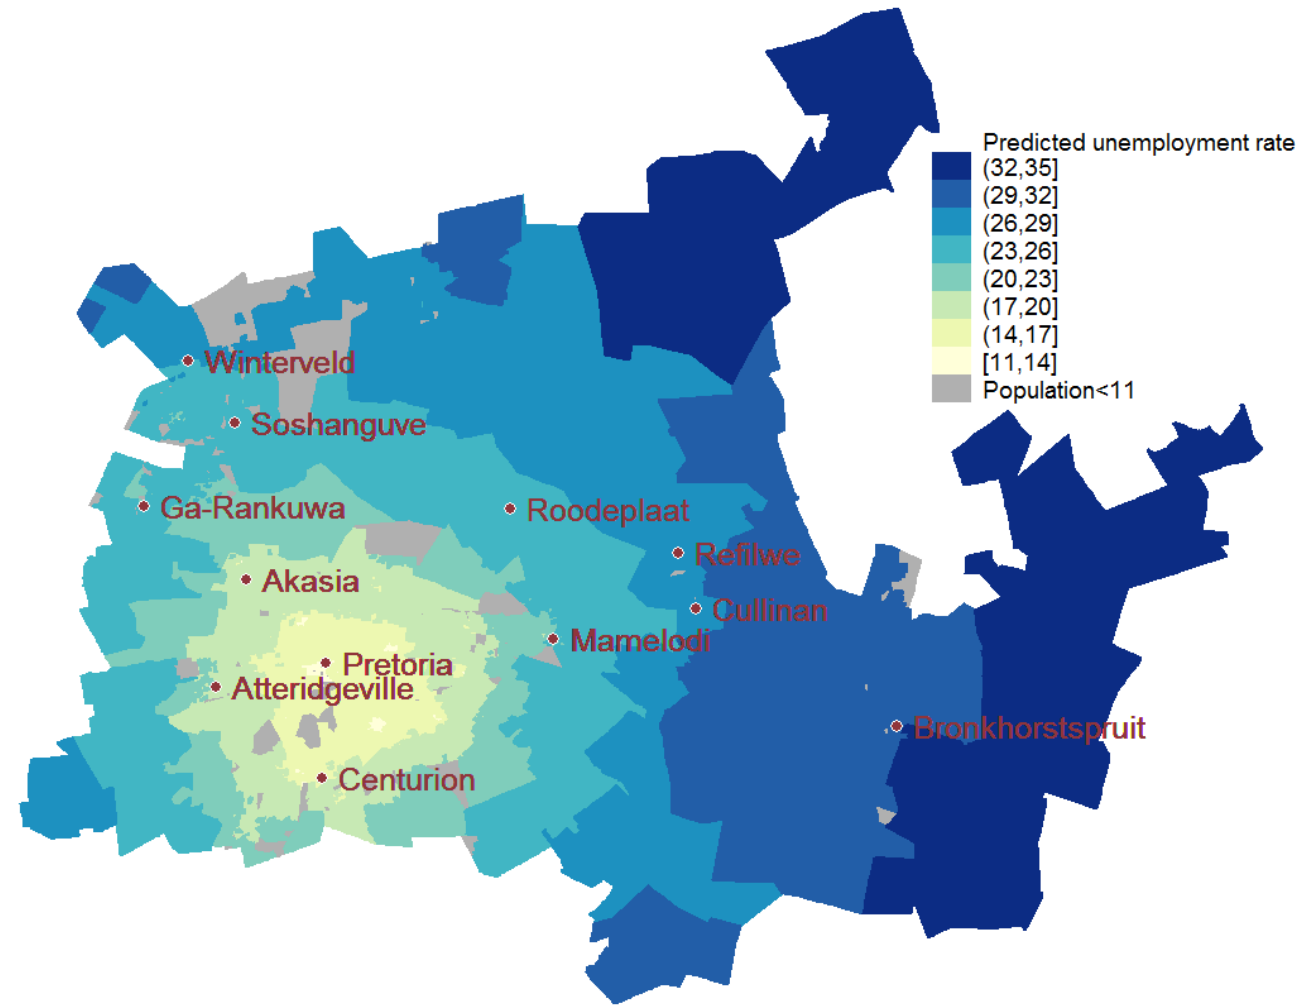 Predicted unemployment rate
(32,35]
(29,32]
(26,29]
(23,26]
(20,23]
(17,20]
(14,17]
[11,14]
Population<11
Winterveld
Soshanguve
Ga-Rankuwa
Roodeplaat
Refilwe
Akasia
Cullinan
Mamelodi
Pretoria
Atteridgeville
Bronkhorstspruit
Centurion